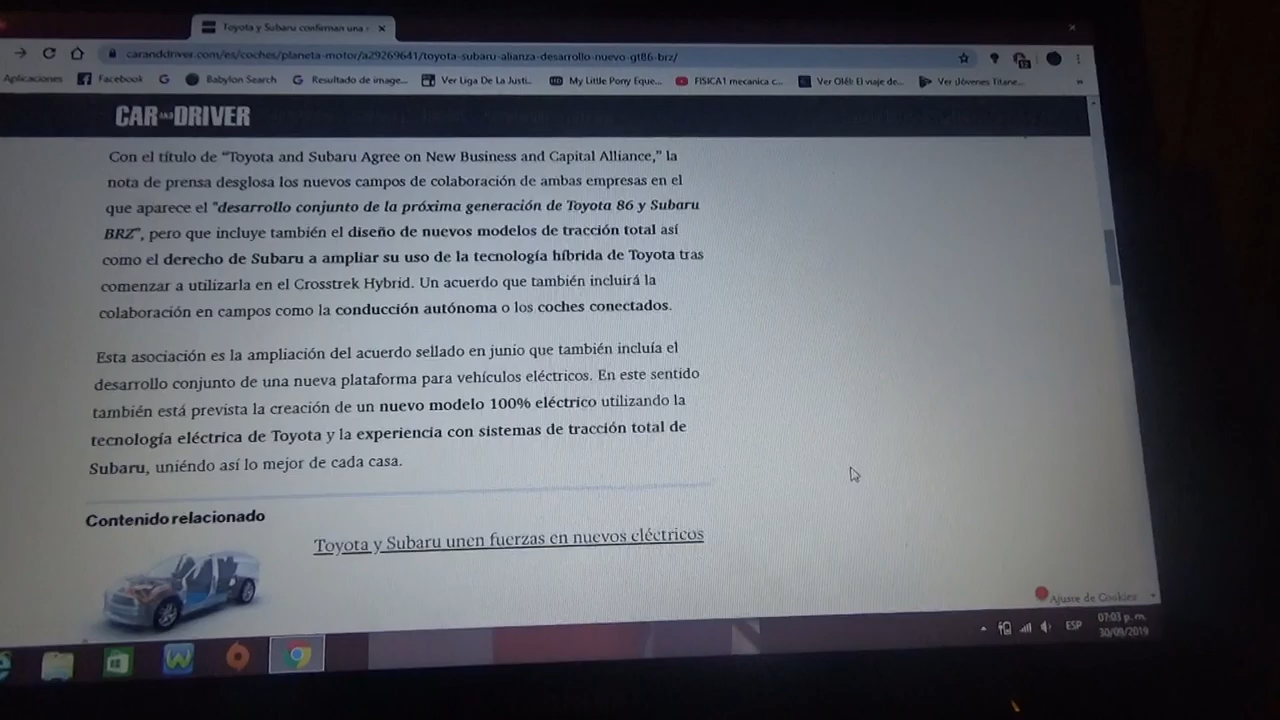 Toyota y Subaru confirman una
caranddriver.com/es/coches/planeta-motor/a29269641/toyota-subaru-alianza-desarrollo-nuevo-gt86-brz/
Aplicaciones Facebook Babylon Search Resultado de image... Ver Liga De La Justi... My Little Pony Eque... FISICA1 mecanica c... Ver Olé!: El viaje de... Ver Jóvenes Titane...
CAR AND DRIVER
Con el título de “Toyota and Subaru Agree on New Business and Capital Alliance,” la
nota de prensa desglosa los nuevos campos de colaboración de ambas empresas en el
que aparece el "desarrollo conjunto de la próxima generación de Toyota 86 y Subaru
BRZ", pero que incluye también el diseño de nuevos modelos de tracción total así
como el derecho de Subaru a ampliar su uso de la tecnología híbrida de Toyota tras
comenzar a utilizarla en el Crosstrek Hybrid. Un acuerdo que también incluirá la
colaboración en campos como la conducción autónoma o los coches conectados.
Esta asociación es la ampliación del acuerdo sellado en junio que también incluía el
desarrollo conjunto de una nueva plataforma para vehículos eléctricos. En este sentido
también está prevista la creación de un nuevo modelo 100% eléctrico utilizando la
tecnología eléctrica de Toyota y la experiencia con sistemas de tracción total de
Subaru, uniéndo así lo mejor de cada casa.
Contenido relacionado
Toyota y Subaru unen fuerzas en nuevos eléctricos
Ajuste de Cookies
ESP
07:03 p. m.
30/09/2019